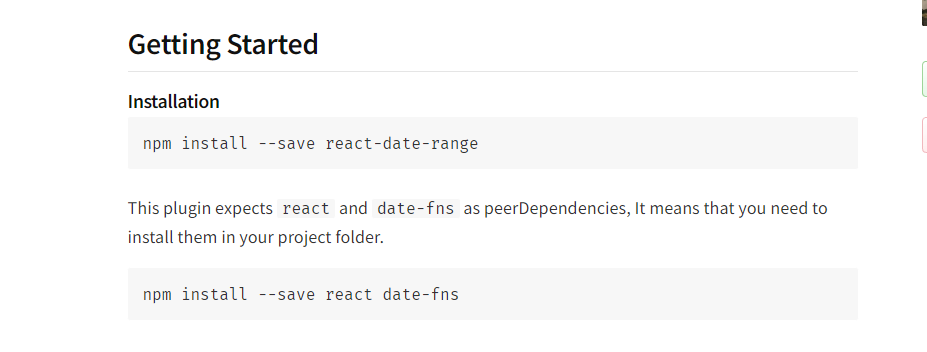 Getting Started
Installation
npm install --save react-date-range
This plugin expects react and date-fns as peerDependencies, It means that you need to
install them in your project folder.
npm install --save react date-fns